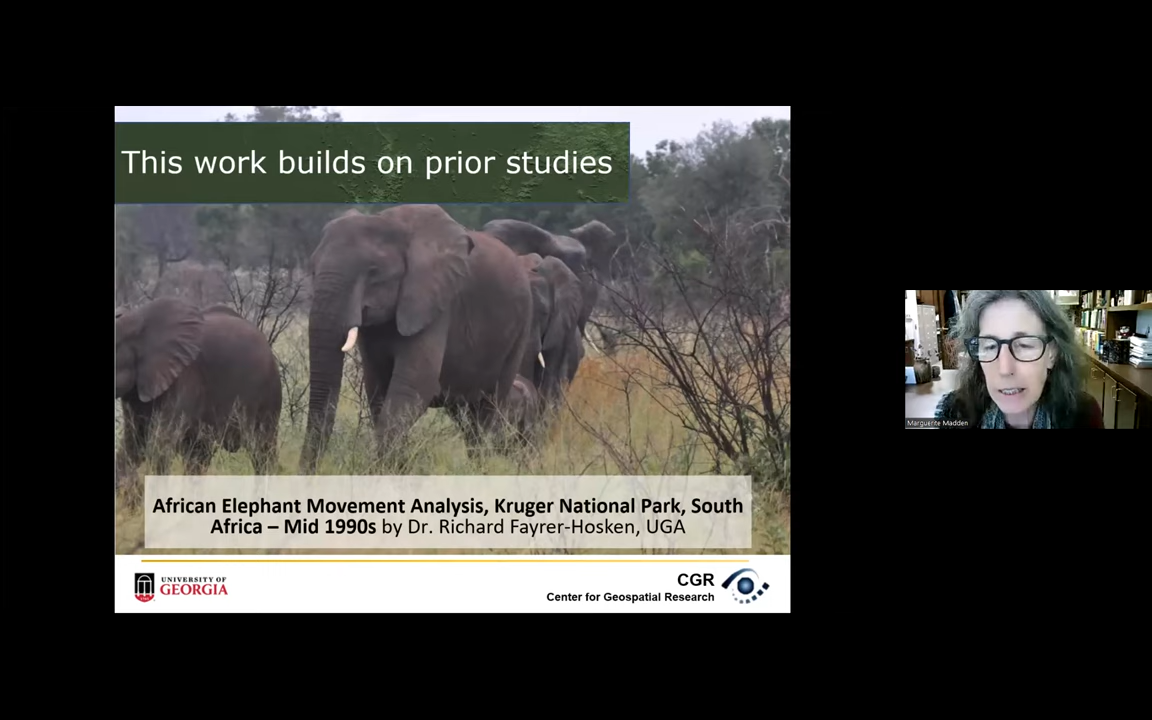 This work builds on prior studies
African Elephant Movement Analysis, Kruger National Park, South
Africa – Mid 1990s by Dr. Richard Fayrer-Hosken, UGA
UNIVERSITY OF
GEORGIA
CGR
Center for Geospatial Research
Marguerite Madden